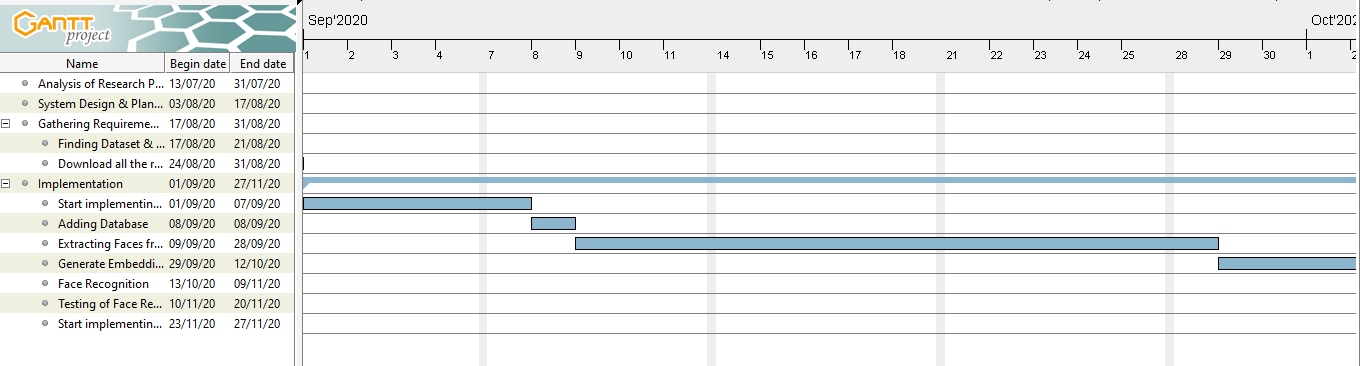 GANTT project
Sep'2020
Oct'202
1 2 3 4 7 8 9 10 11 14 15 16 17 18 21 22 23 24 25 28 29 30 1 2
Name Begin date End date
Analysis of Research P... 13/07/20 31/07/20
System Design & Plan... 03/08/20 17/08/20
Gathering Requireme... 17/08/20 31/08/20
Finding Dataset & ... 17/08/20 21/08/20
Download all the r... 24/08/20 31/08/20
Implementation 01/09/20 27/11/20
Start implementin... 01/09/20 07/09/20
Adding Database 08/09/20 08/09/20
Extracting Faces fr... 09/09/20 28/09/20
Generate Embeddi... 29/09/20 12/10/20
Face Recognition 13/10/20 09/11/20
Testing of Face Re... 10/11/20 20/11/20
Start implementin... 23/11/20 27/11/20